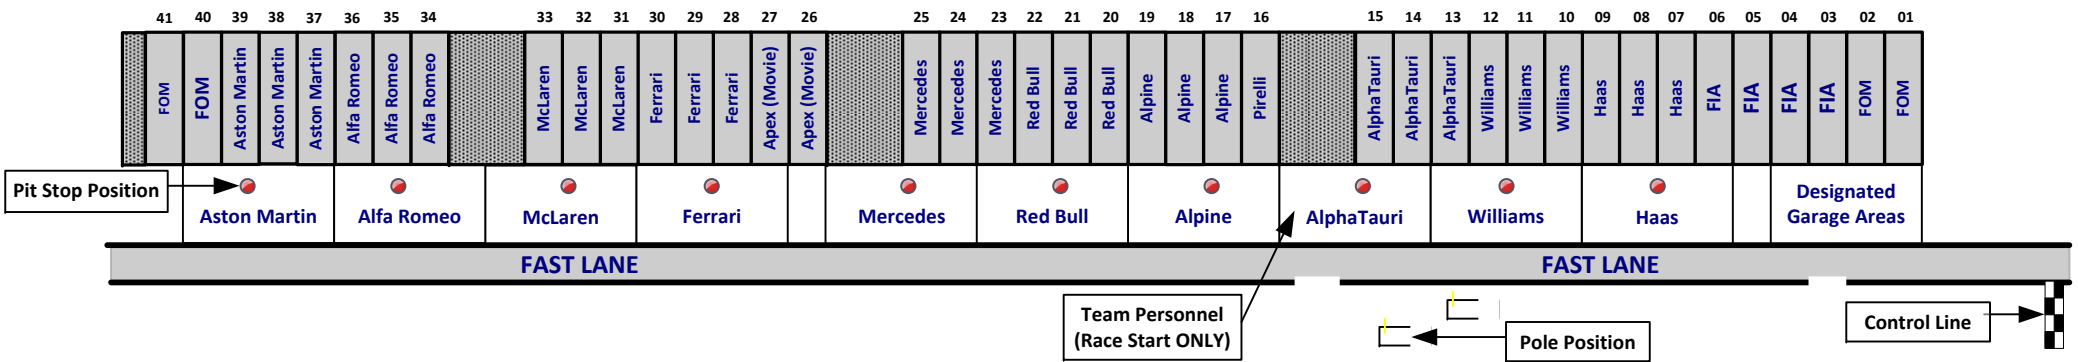 41 40 39 38 37 36 35 34 33 32 31 30 29 28 27 26 25 24 23 22 21 20 19 18 17 16 15 14 13 12 11 10 09 08 07 06 05 04 03 02 01
FOM
FOM
Aston Martin
Aston Martin
Aston Martin
Alfa Romeo
Alfa Romeo
Alfa Romeo
McLaren
McLaren
McLaren
Ferrari
Ferrari
Ferrari
Apex (Movie)
Apex (Movie)
Mercedes
Mercedes
Mercedes
Red Bull
Red Bull
Red Bull
Alpine
Alpine
Alpine
Pirelli
AlphaTauri
AlphaTauri
AlphaTauri
Williams
Williams
Williams
Haas
Haas
Haas
FIA
FIA
FIA
FIA
FOM
FOM
Pit Stop Position
Aston Martin
Alfa Romeo
McLaren
Ferrari
Mercedes
Red Bull
Alpine
AlphaTauri
Williams
Haas
Designated
Garage Areas
FAST LANE
FAST LANE
Team Personnel
(Race Start ONLY)
Pole Position
Control Line